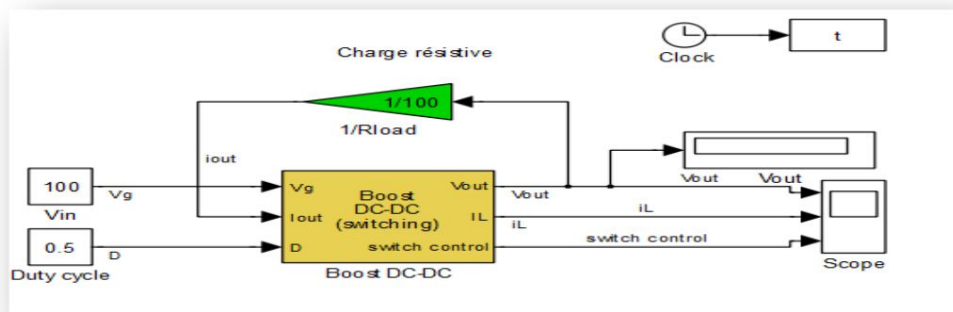 t
Clock
Charge résistive
1/100
1/Rload
iout
100
Vg
Vin
0.5
D
Duty cycle
Vg
Iout
D
Boost
DC-DC
(switching)
Vout
IL
switch control
Boost DC-DC
Vout
iL
Vout
Vout
iL
switch control
Scope